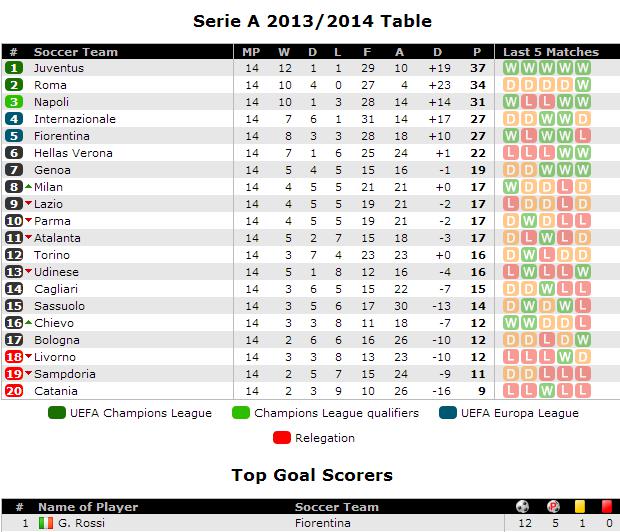 Serie A 2013/2014 Table
# Soccer Team MP W D L F A D P Last 5 Matches
1 Juventus 14 12 1 1 29 10 +19 37 W W W W W
2 Roma 14 10 4 0 27 4 +23 34 D D D D W
3 Napoli 14 10 1 3 28 14 +14 31 W L L W W
4 Internazionale 14 7 6 1 31 14 +17 27 D W W W D
5 Fiorentina 14 8 3 3 28 18 +10 27 W L W W L
6 Hellas Verona 14 7 1 6 25 24 +1 22 L L L W W
7 Genoa 14 5 4 5 15 16 -1 19 D D W W W
8 Milan 14 4 5 5 21 21 +0 17 W D D L D
9 Lazio 14 4 5 5 19 21 -2 17 L D D L D
10 Parma 14 4 5 5 19 21 -2 17 D W D L D
11 Atalanta 14 5 2 7 15 18 -3 17 D L W L D
12 Torino 14 3 7 4 23 23 +0 16 D W L D D
13 Udinese 14 5 1 8 12 16 -4 16 L W L L W
14 Cagliari 14 3 6 5 15 22 -7 15 D D W L L
15 Sassuolo 14 3 5 6 17 30 -13 14 D W D W L
16 Chievo 14 3 3 8 11 18 -7 12 W W D D L
17 Bologna 14 2 6 6 16 26 -10 12 D D L D W
18 Livorno 14 3 3 8 13 23 -10 12 L L D W L
19 Sampdoria 14 2 5 7 15 24 -9 11 D D L L L
20 Catania 14 2 3 9 10 26 -16 9 L L W L L
UEFA Champions League Champions League qualifiers UEFA Europa League
Relegation
Top Goal Scorers
# Name of Player Soccer Team
1 G. Rossi Fiorentina 12 5 1 0